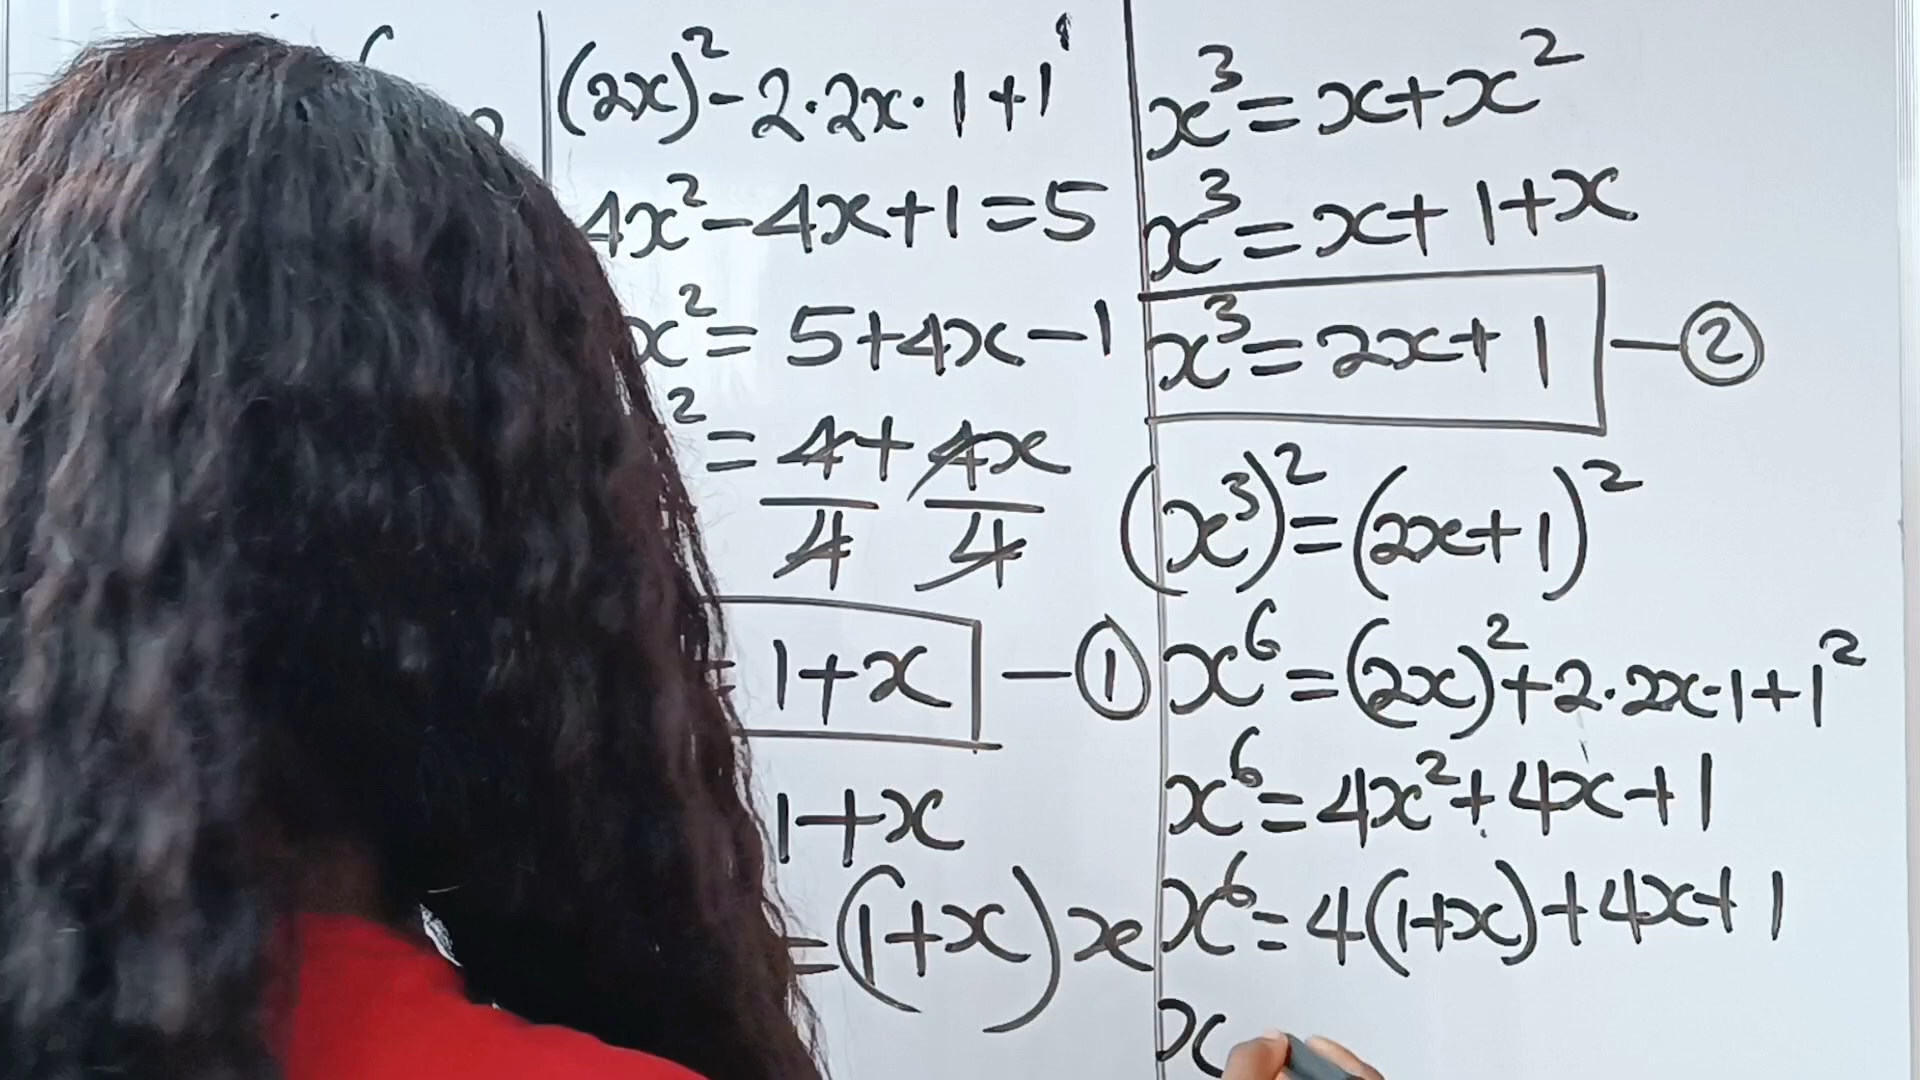 (2x)² - 2·2x·1+1
4x² - 4x+1=5
x² = 5+4x-1
² = 4/4 + 4x/4
= 1+x — ①
1+x
=(1+x)x
x³ = x+x²
x³ = x+1+x
x³ = 2x+1 — ②
(x³)² = (2x+1)²
x⁶ = (2x)²+2·2x·1+1²
x⁶ = 4x²+4x+1
x⁶ = 4(1+x)+4x+1
x